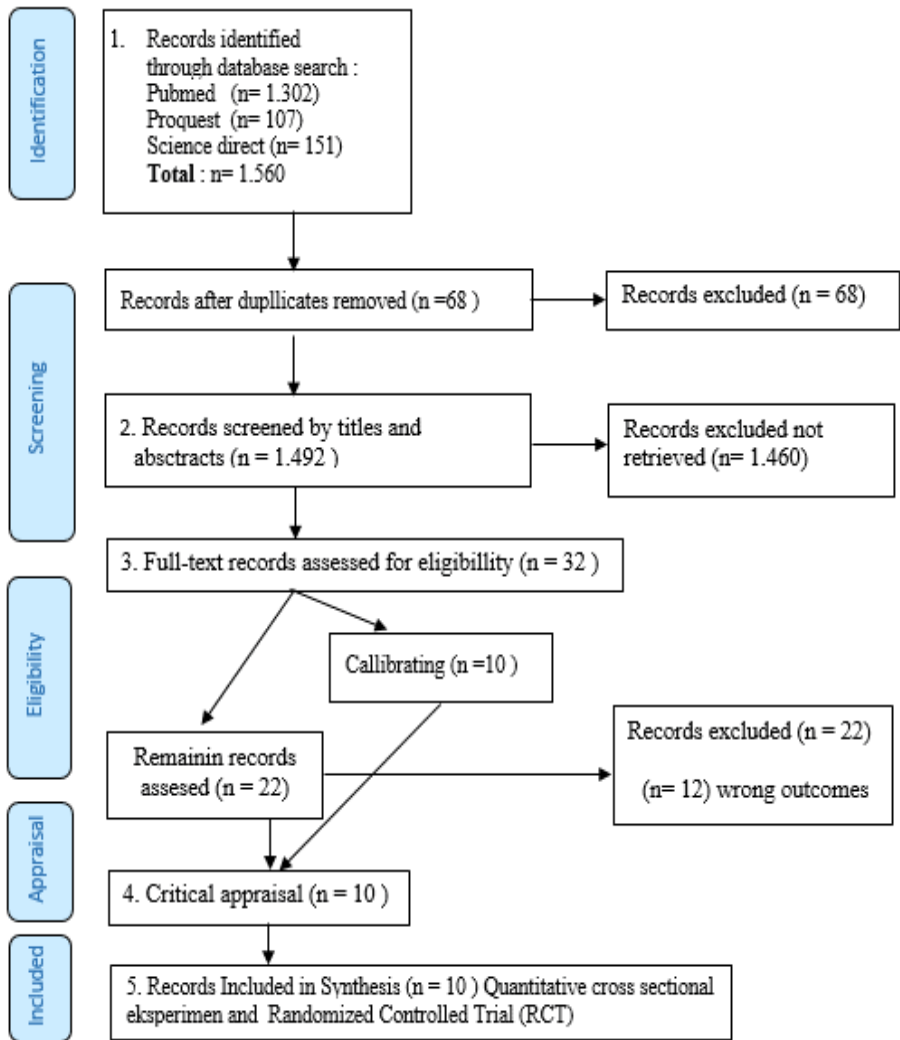 Identification
1. Records identified
through database search :
Pubmed (n= 1.302)
Proquest (n= 107)
Science direct (n= 151)
Total : n= 1.560
Screening
Records after dupllicates removed (n =68 )
Records excluded (n = 68)
2. Records screened by titles and
absctracts (n = 1.492 )
Records excluded not
retrieved (n= 1.460)
3. Full-text records assessed for eligibillity (n = 32 )
Eligibility
Callibrating (n =10 )
Remainin records
assesed (n = 22)
Records excluded (n = 22)
(n= 12) wrong outcomes
Appraisal
4. Critical appraisal (n = 10 )
Included
5. Records Included in Synthesis (n = 10 ) Quantitative cross sectional
eksperimen and Randomized Controlled Trial (RCT)